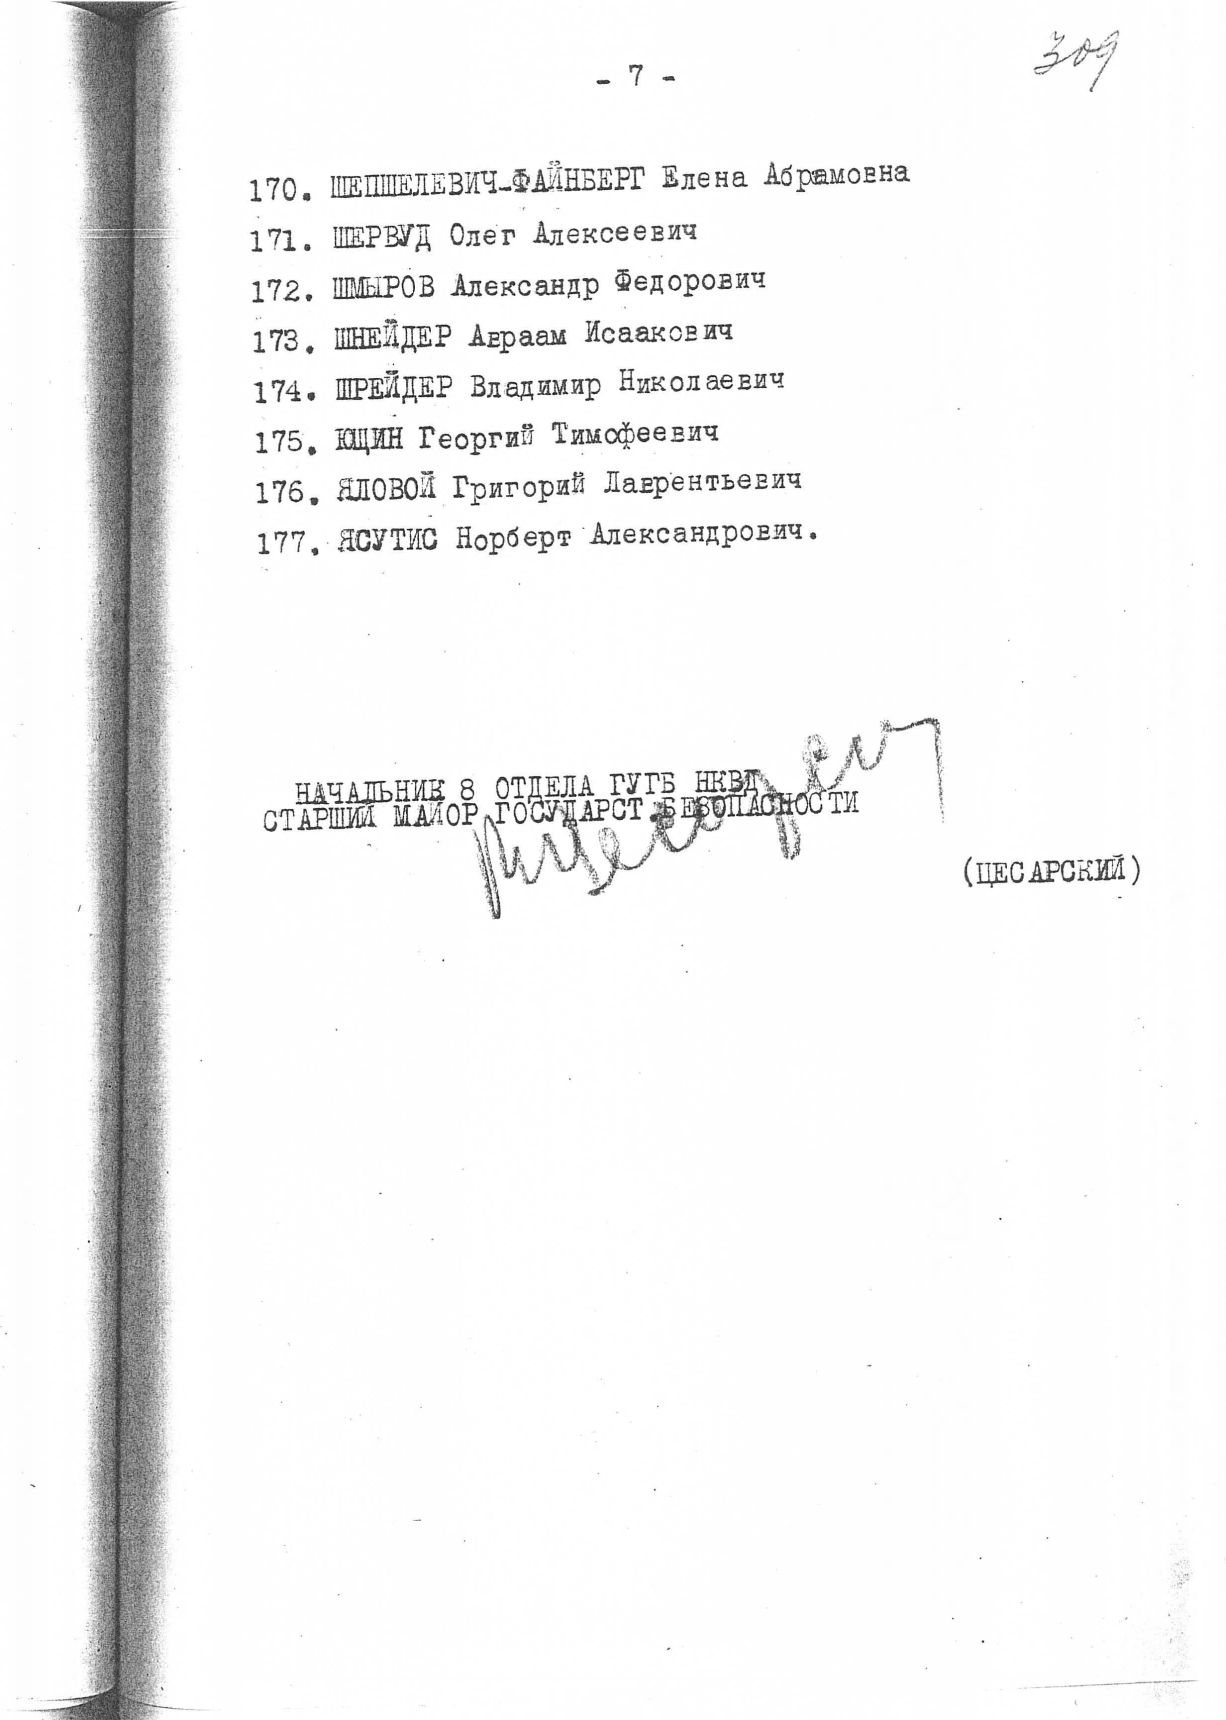 309
- 7 -
170. ШЕПШЕЛЕВИЧ-ФАЙНБЕРГ Елена Абрамовна
171. ШЕРВУД Олег Алексеевич
172. ШМЫРОВ Александр Федорович
173. ШНЕЙДЕР Авраам Исаакович
174. ШРЕЙДЕР Владимир Николаевич
175. ЮЩИН Георгий Тимофеевич
176. ЯЛОВОЙ Григорий Лаврентьевич
177. ЯСУТИС Норберт Александрович.
НАЧАЛЬНИК 8 ОТДЕЛА ГУГБ НКВД
СТАРШИЙ МАЙОР ГОСУДАРСТ.БЕЗОПАСНОСТИ
(ЦЕСАРСКИЙ)